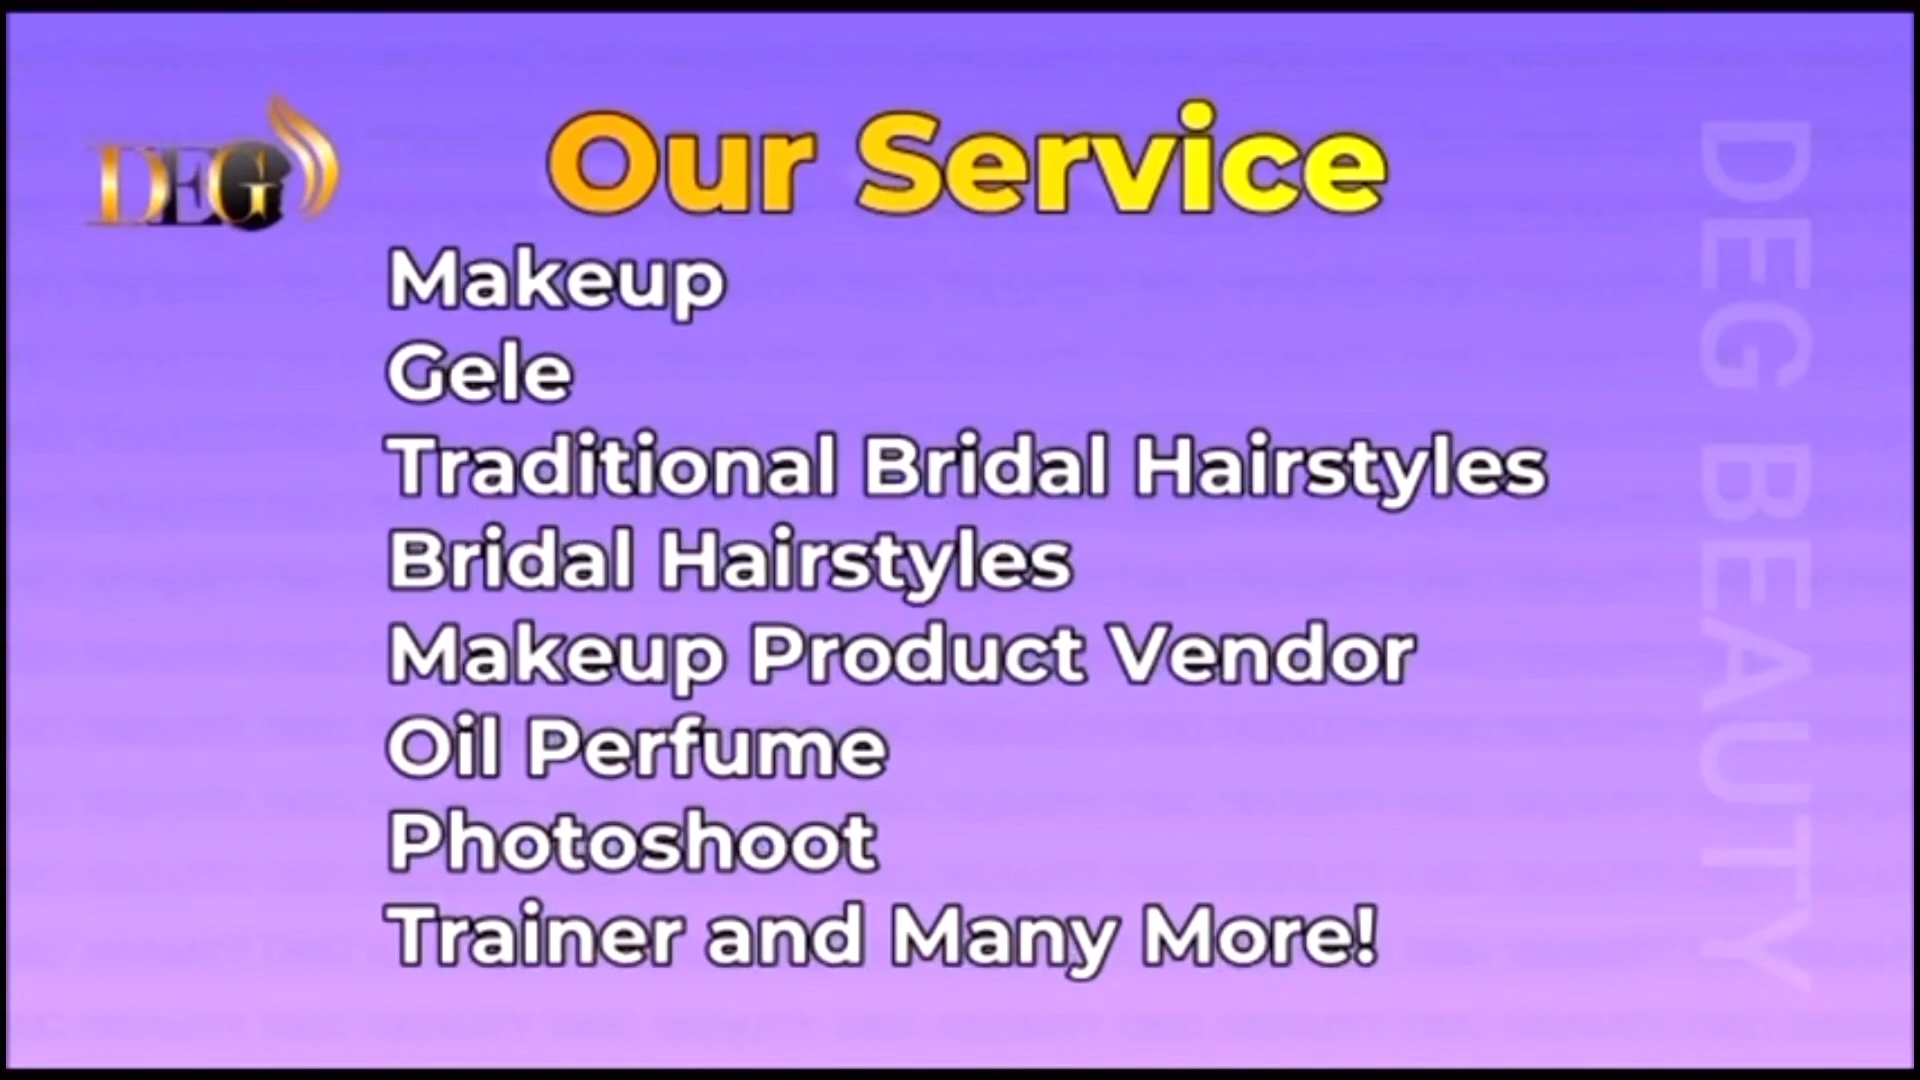 DEG
Our Service
Makeup
Gele
Traditional Bridal Hairstyles
Bridal Hairstyles
Makeup Product Vendor
Oil Perfume
Photoshoot
Trainer and Many More!
DEG BEAUTY